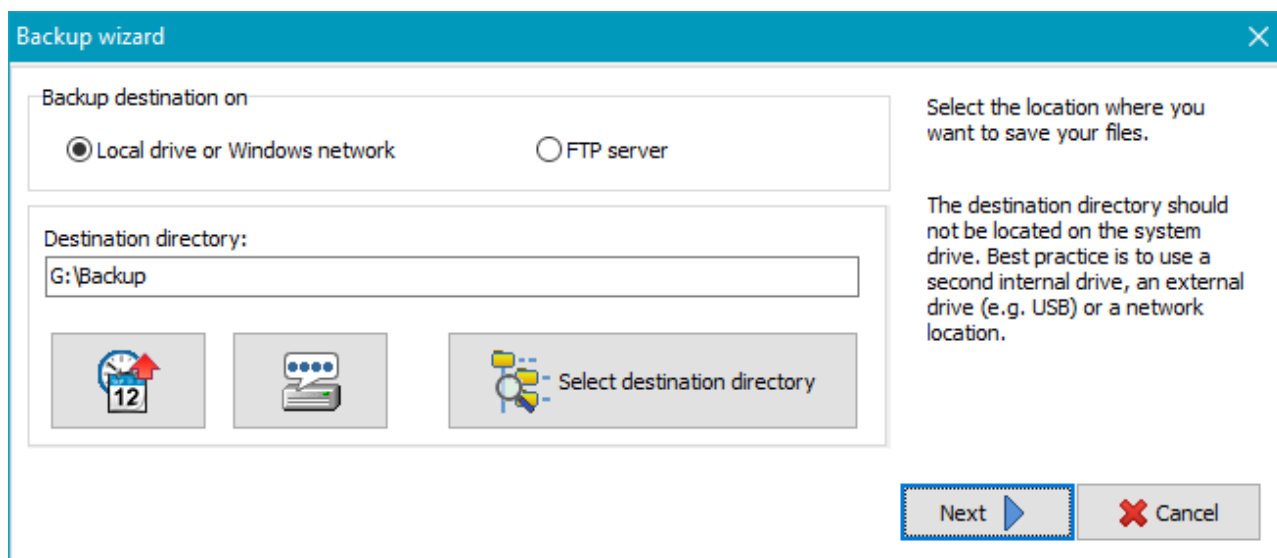 Backup wizard
Backup destination on
Local drive or Windows network
FTP server
Select the location where you
want to save your files.
The destination directory should
not be located on the system
drive. Best practice is to use a
second internal drive, an external
drive (e.g. USB) or a network
location.
Destination directory:
G:\Backup
12
Select destination directory
Next
Cancel